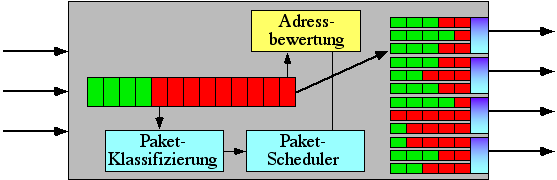 Adress-
bewertung
Paket-
Klassifizierung
Paket-
Scheduler